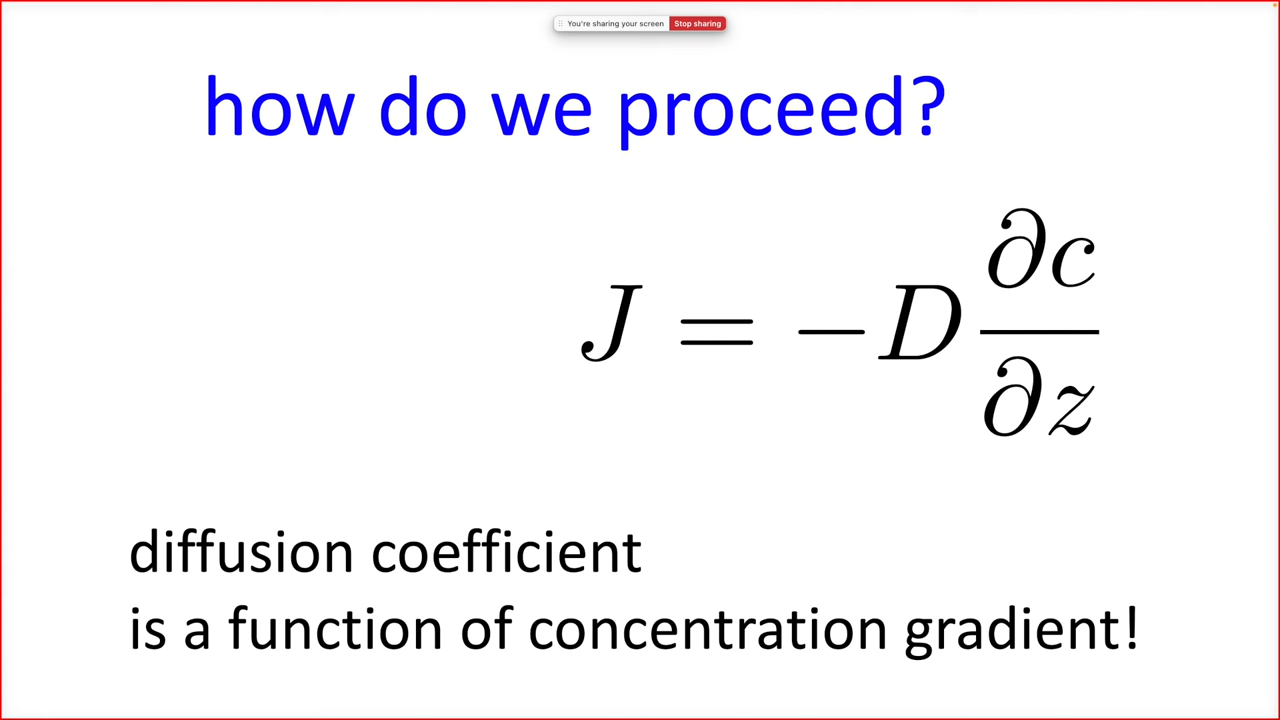 You're sharing your screen Stop sharing
how do we proceed?
J = −D ∂c/∂z
diffusion coefficient
is a function of concentration gradient!